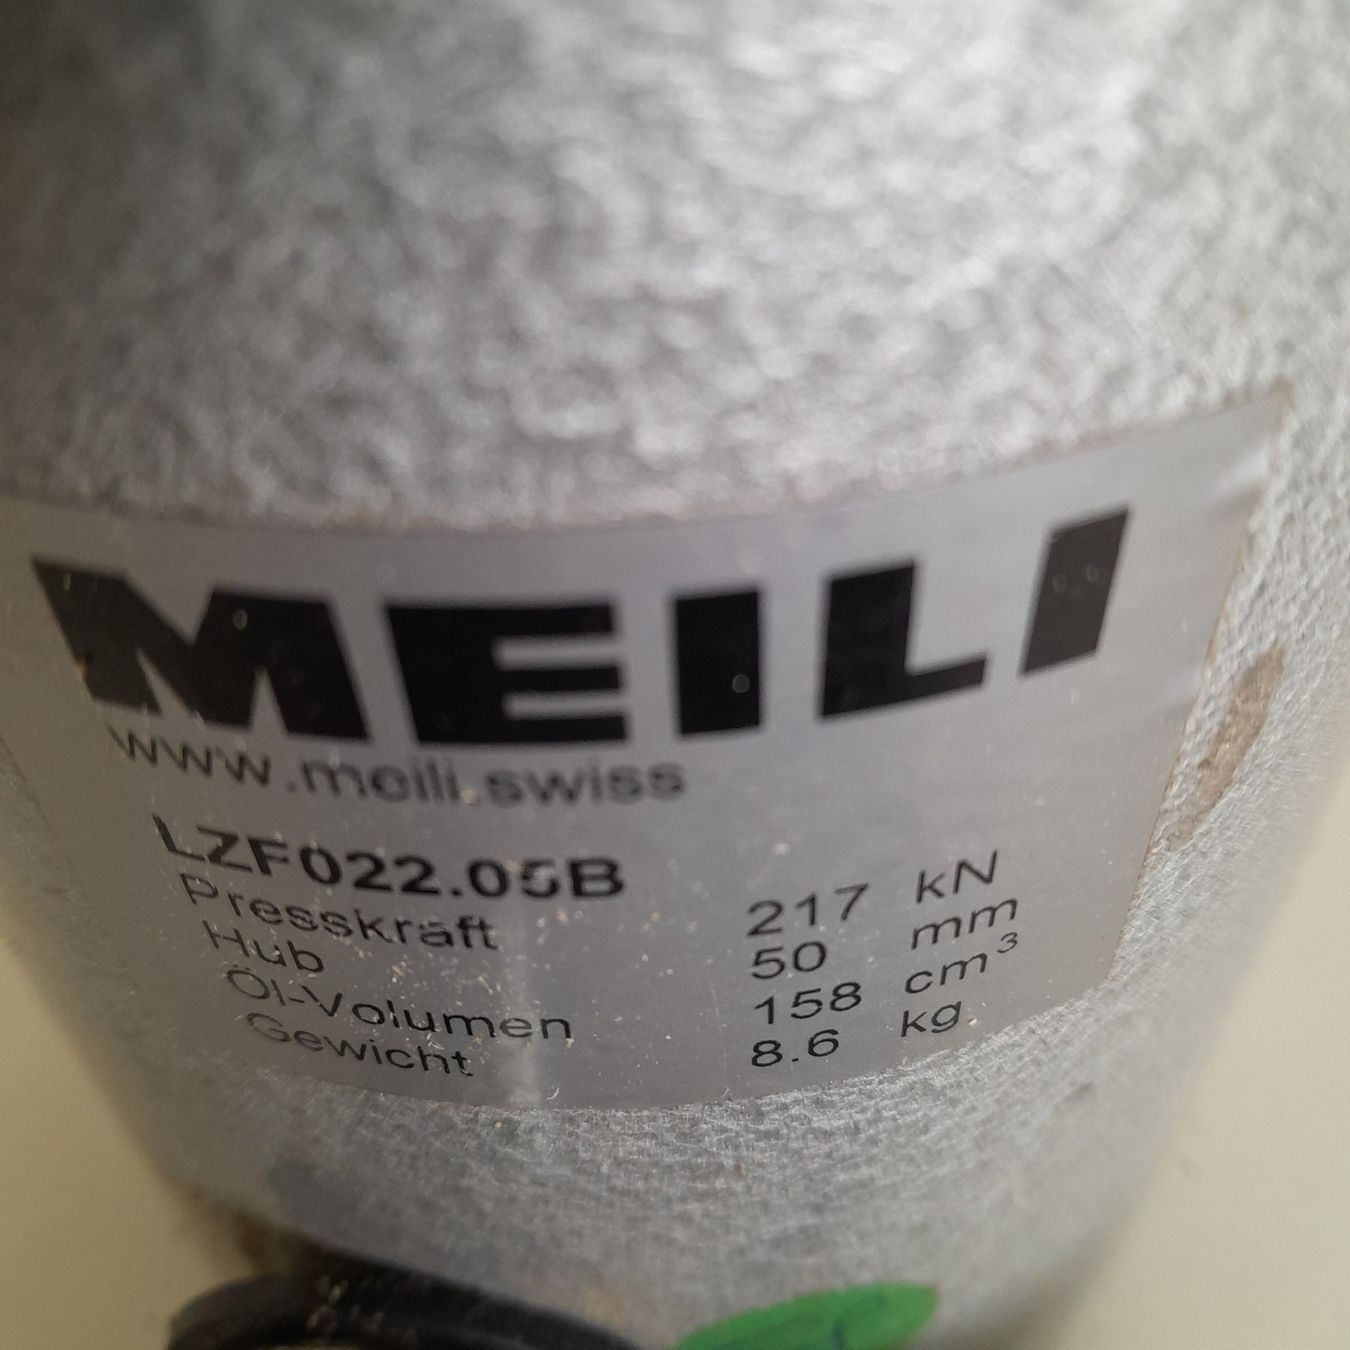 MEILI
www.meili.swiss
LZF022.05B
Presskraft 217 kN
Hub 50 mm
Öl-Volumen 158 cm³
Gewicht 8.6 kg